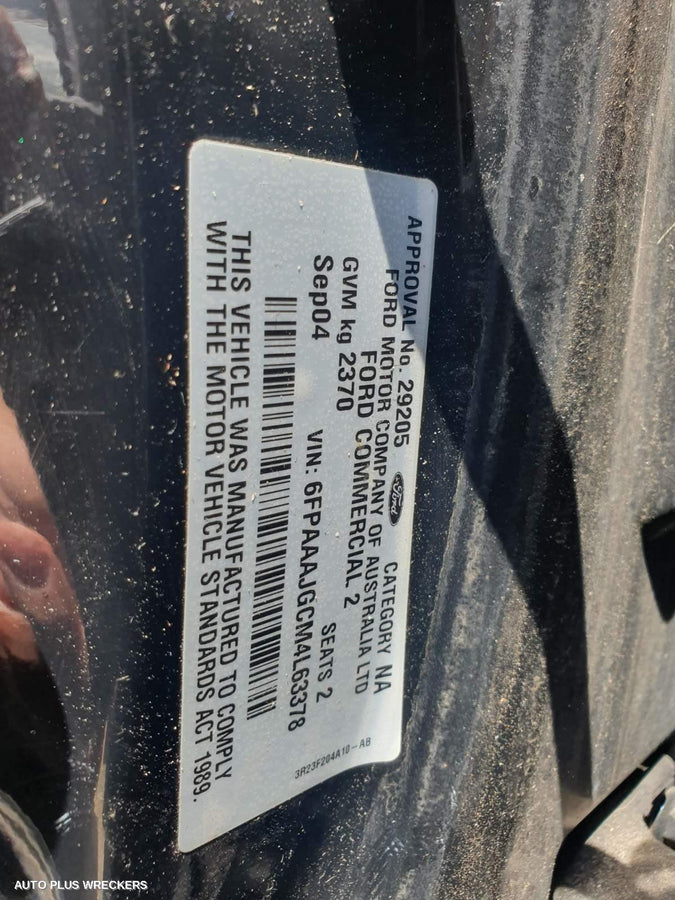 APPROVAL No. 29205 Ford CATEGORY NA
FORD MOTOR COMPANY OF AUSTRALIA LTD
FORD COMMERCIAL 2
GVM kg 2370 SEATS 2
Sep04 VIN: 6FPAAAJGCM4L63378
THIS VEHICLE WAS MANUFACTURED TO COMPLY
WITH THE MOTOR VEHICLE STANDARDS ACT 1989.
3R23F204A10-AB
AUTO PLUS WRECKERS